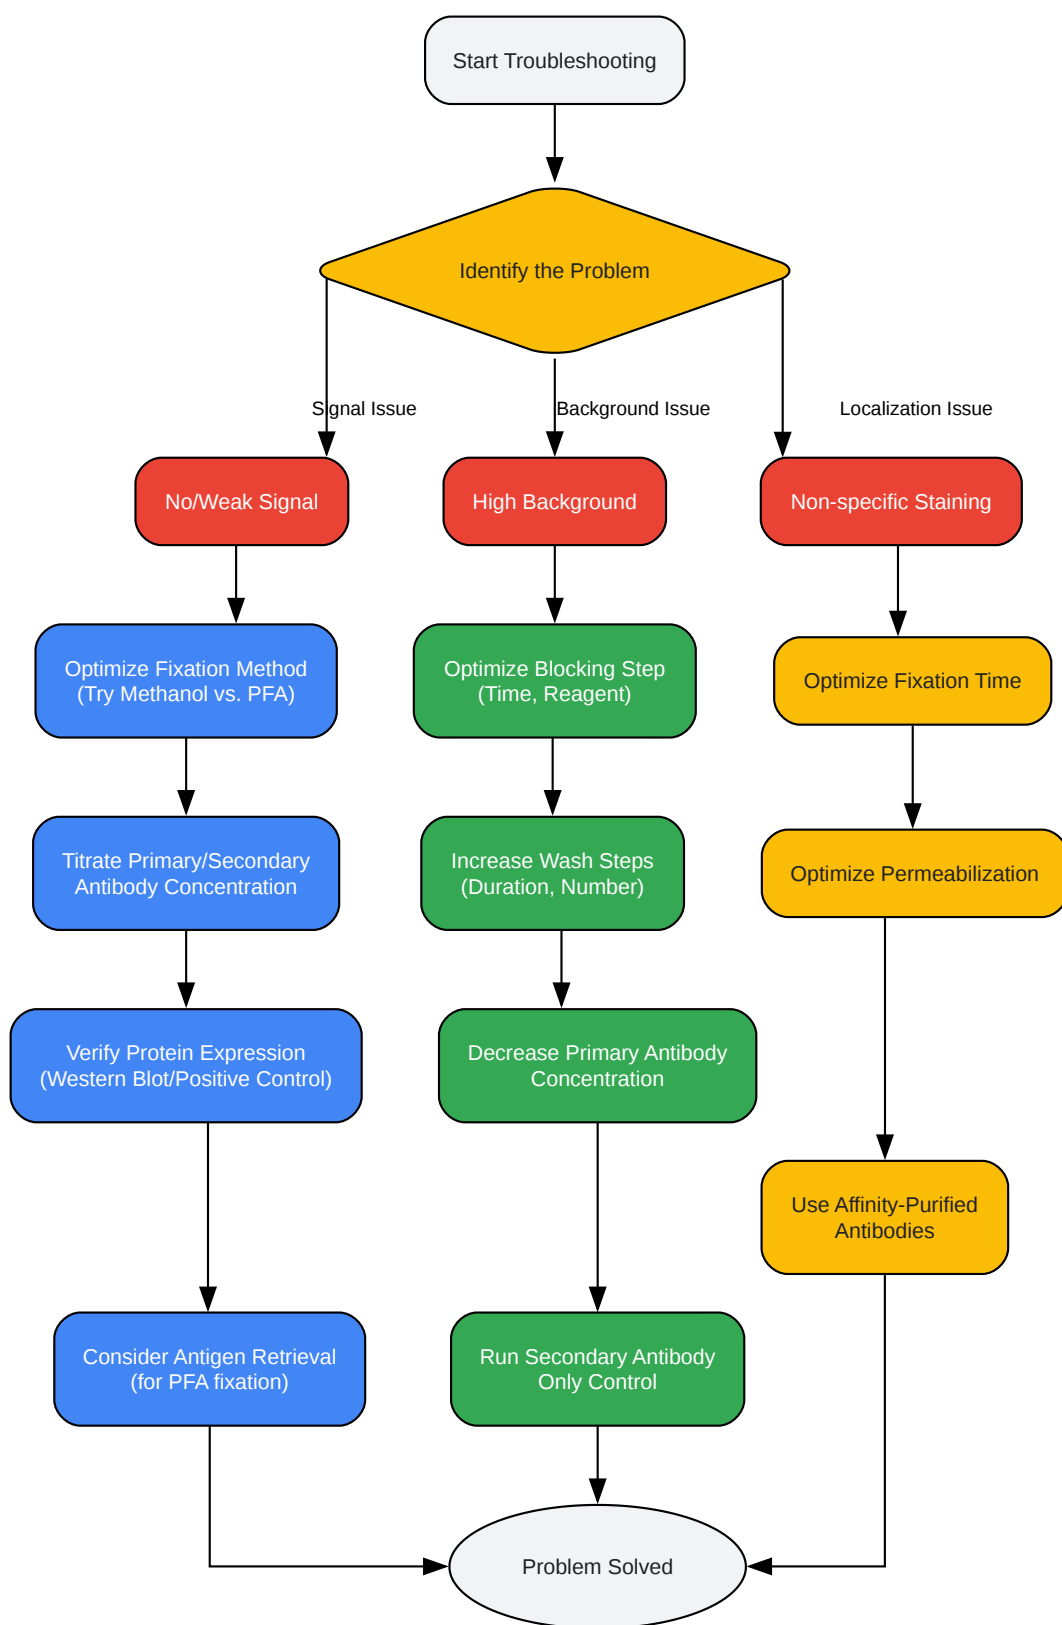 Start Troubleshooting
Identify the Problem
Signal Issue
Background Issue
Localization Issue
No/Weak Signal
High Background
Non-specific Staining
Optimize Fixation Method
(Try Methanol vs. PFA)
Optimize Blocking Step
(Time, Reagent)
Optimize Fixation Time
Titrate Primary/Secondary
Antibody Concentration
Increase Wash Steps
(Duration, Number)
Optimize Permeabilization
Verify Protein Expression
(Western Blot/Positive Control)
Decrease Primary Antibody
Concentration
Use Affinity-Purified
Antibodies
Consider Antigen Retrieval
(for PFA fixation)
Run Secondary Antibody
Only Control
Problem Solved